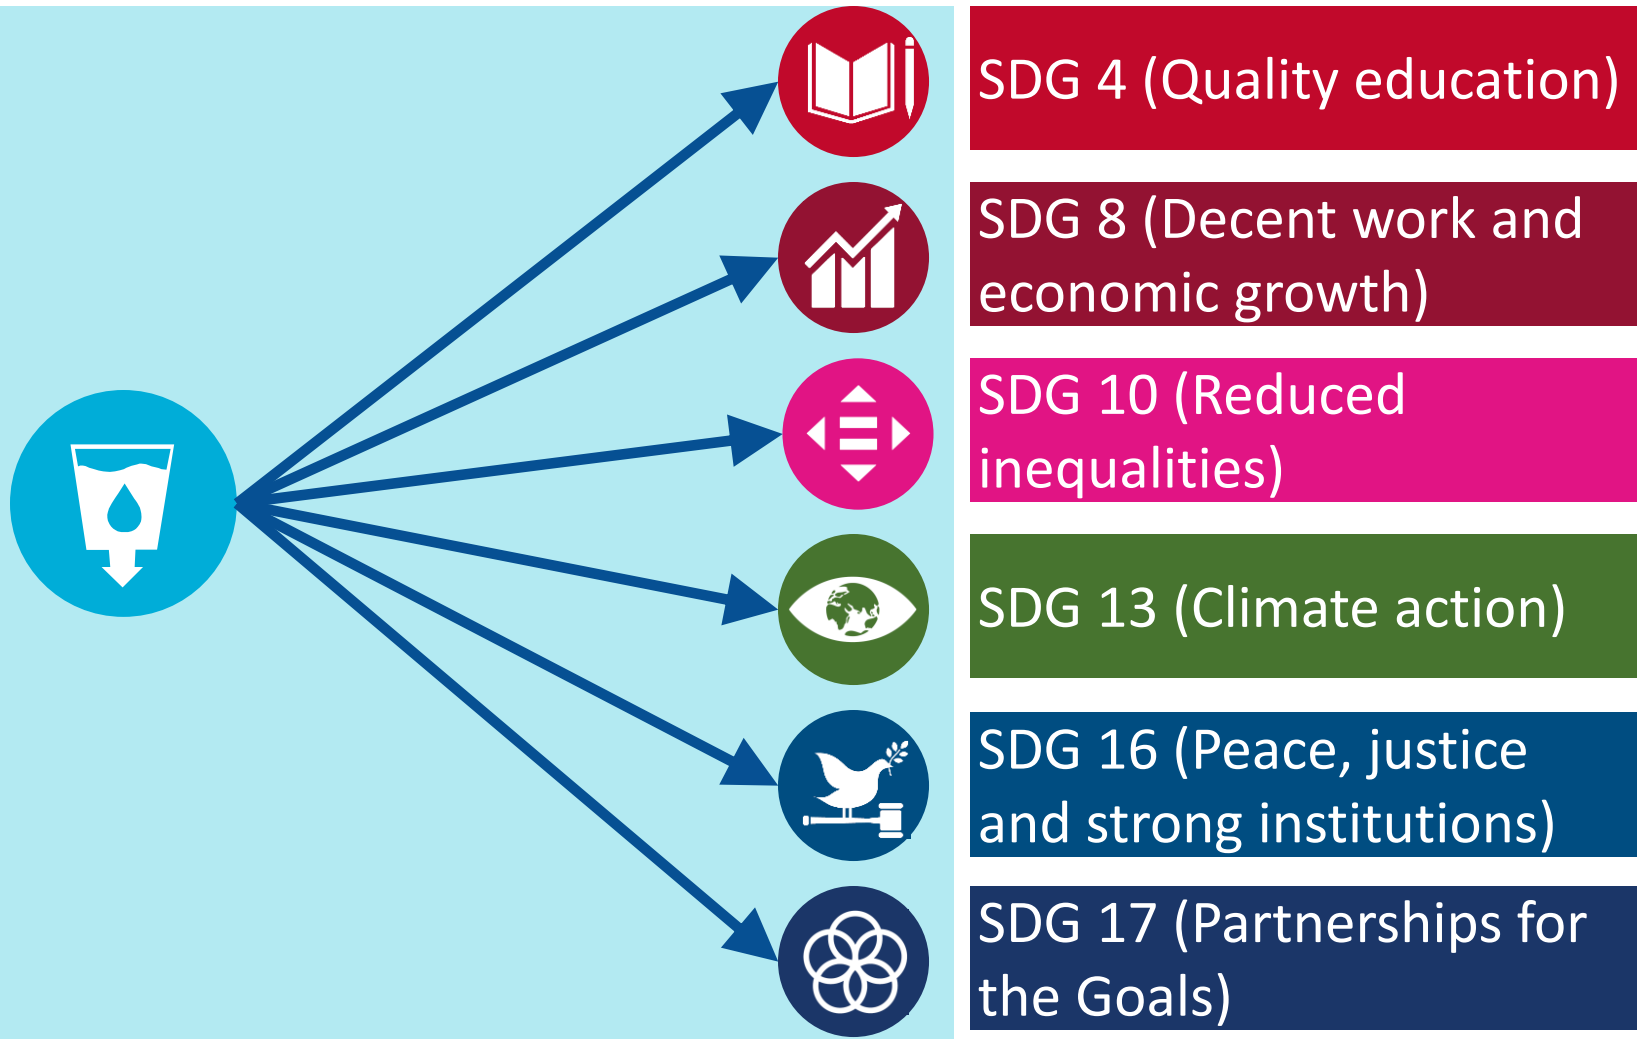 SDG 4 (Quality education)
SDG 8 (Decent work and
economic growth)
SDG 10 (Reduced
inequalities)
SDG 13 (Climate action)
SDG 16 (Peace, justice
and strong institutions)
SDG 17 (Partnerships for
the Goals)